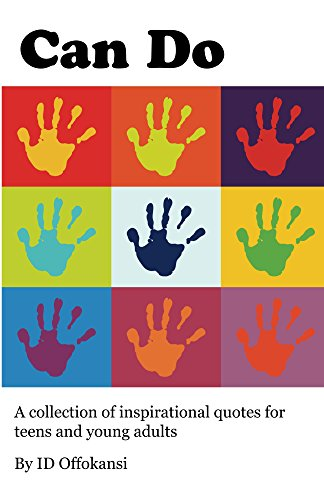 Can Do
A collection of inspirational quotes for
teens and young adults
By ID Offokansi